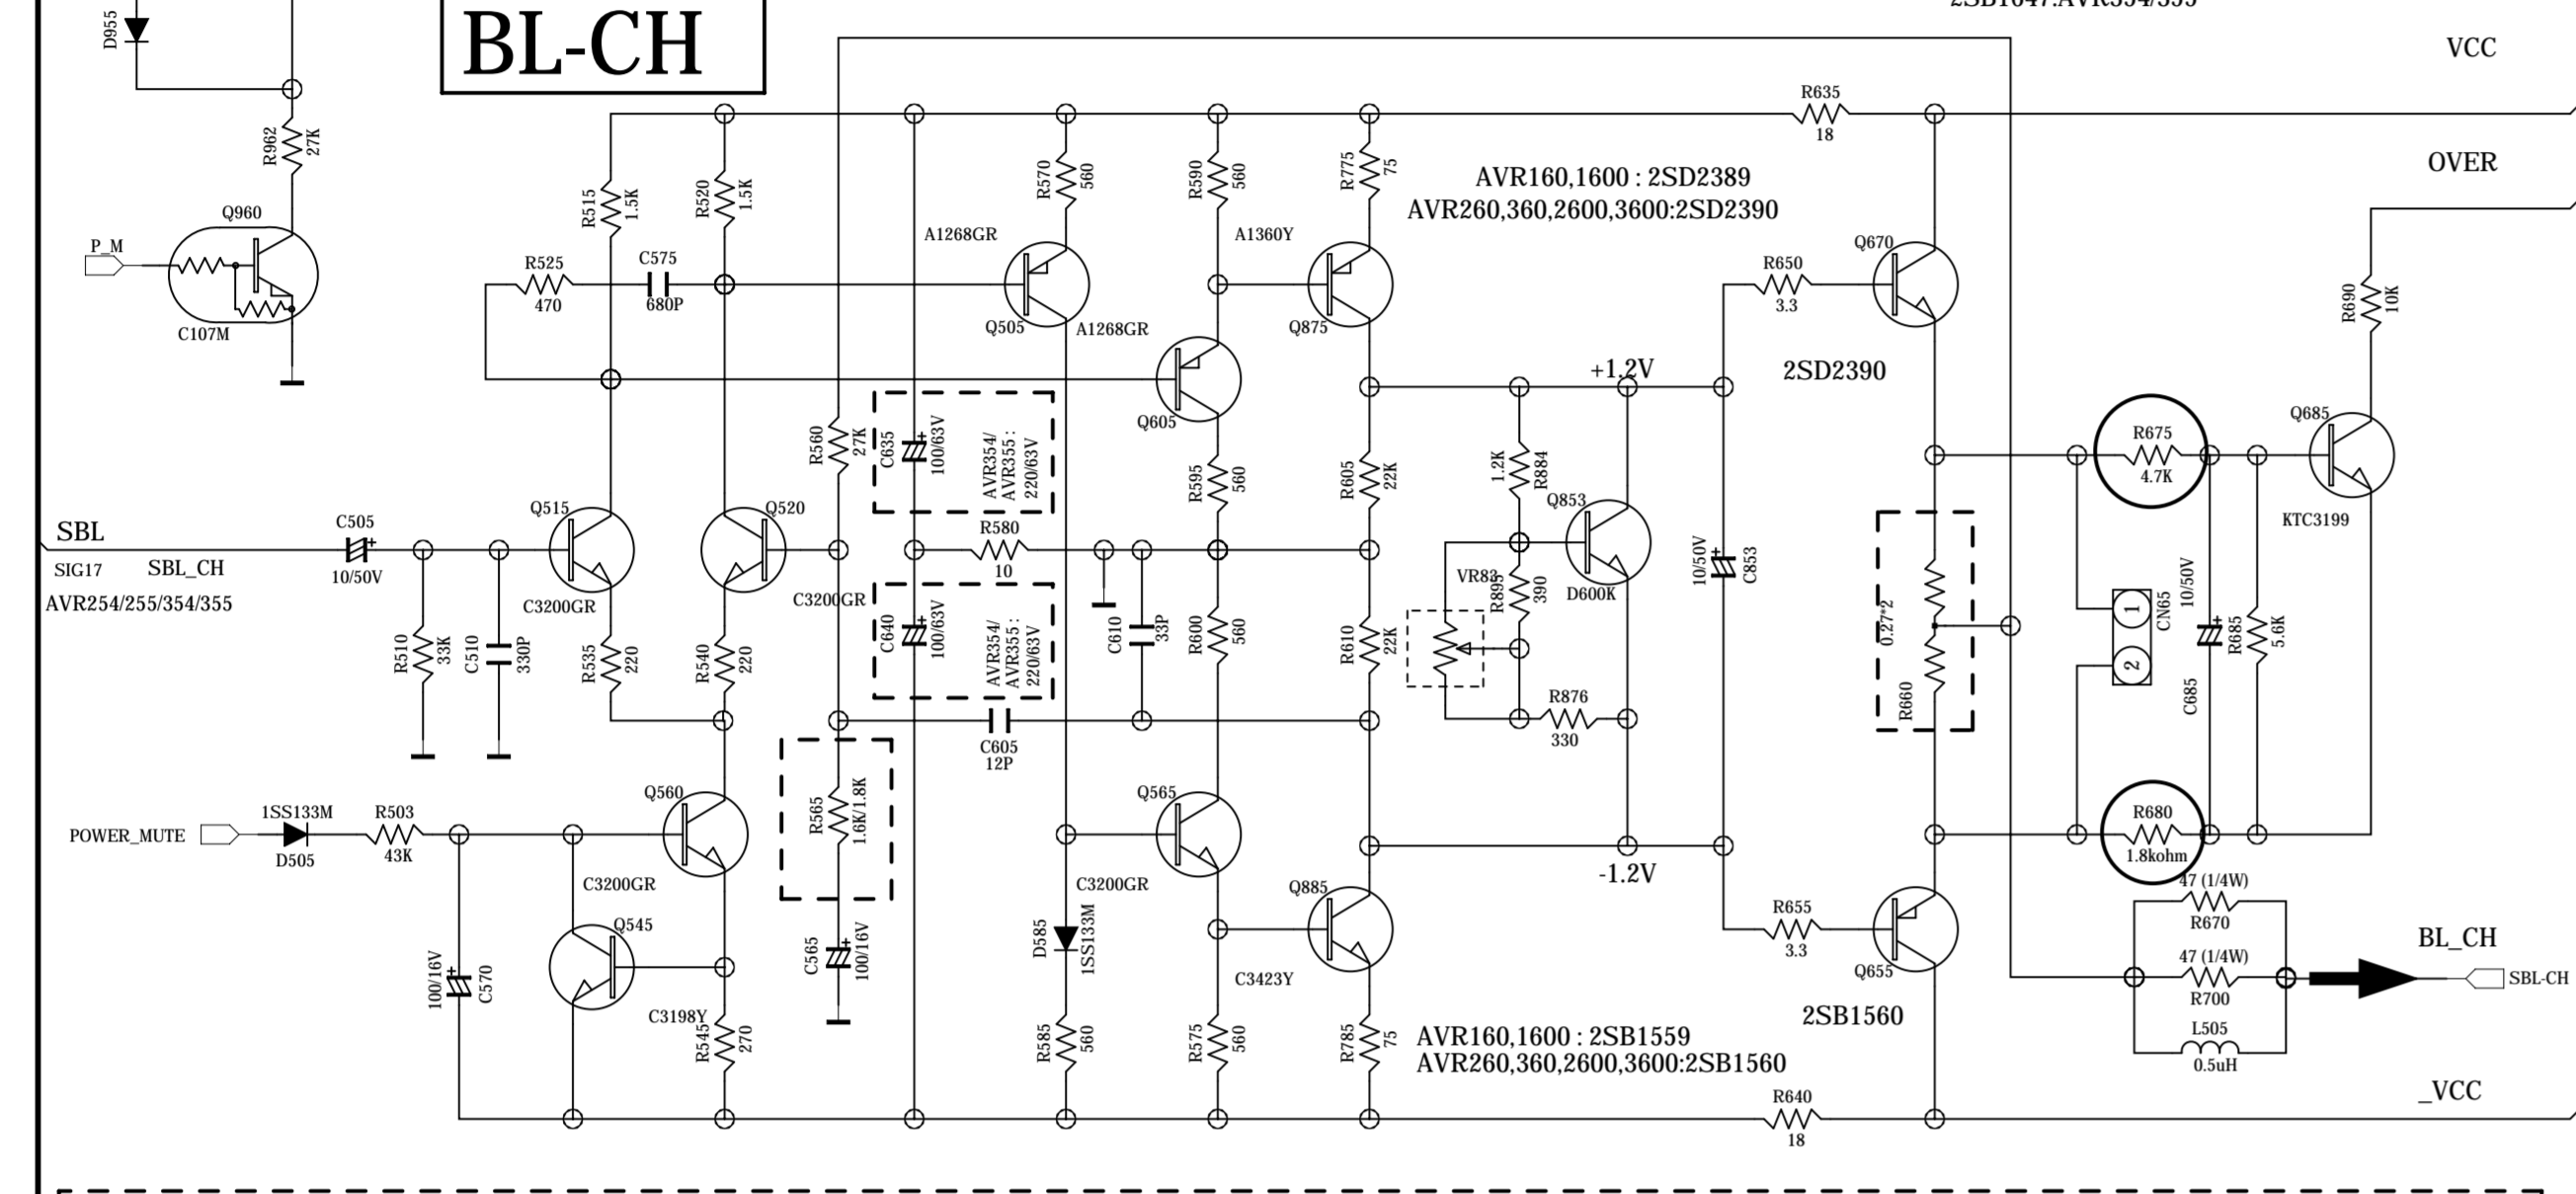 2SB1647:AVR354/355
D955
BL-CH
VCC
R635
18
R962
27K
OVER
AVR160,1600 : 2SD2389
AVR260,360,2600,3600:2SD2390
R515
1.5K
R520
1.5K
R570
560
R590
560
R775
75
Q960
P_M
C107M
R525
470
C575
680P
A1268GR
Q505
A1268GR
A1360Y
Q875
Q605
R650
3.3
Q670
2SD2390
+1.2V
R690
10K
Q685
KTC3199
R675
4.7K
R560
27K
C635
100/63V
AVR354/
AVR355 :
220/63V
R595
560
R605
22K
1.2K
R884
Q853
D600K
10/50V
C853
SBL
SIG17
SBL_CH
AVR254/255/354/355
C505
10/50V
Q515
C3200GR
Q520
C3200GR
R580
10
VR83
R895
390
R510
33K
C510
330P
R535
220
R540
220
C640
100/63V
AVR354/
AVR355 :
220/63V
C610
33P
R600
560
R610
22K
R876
330
0.27*2
R660
1
2
CN65
10/50V
C685
R685
5.6K
C605
12P
R565
1.6K/1.8K
POWER_MUTE
1SS133M
D505
R503
43K
Q560
C3200GR
Q565
C3200GR
-1.2V
R680
1.8kohm
Q545
C3198Y
100/16V
C570
C565
100/16V
D585
1SS133M
Q885
C3423Y
R655
3.3
Q655
2SB1560
47 (1/4W)
R670
47 (1/4W)
R700
L505
0.5uH
BL_CH
SBL-CH
R545
270
R585
560
R575
560
R785
75
AVR160,1600 : 2SB1559
AVR260,360,2600,3600:2SB1560
R640
18
_VCC